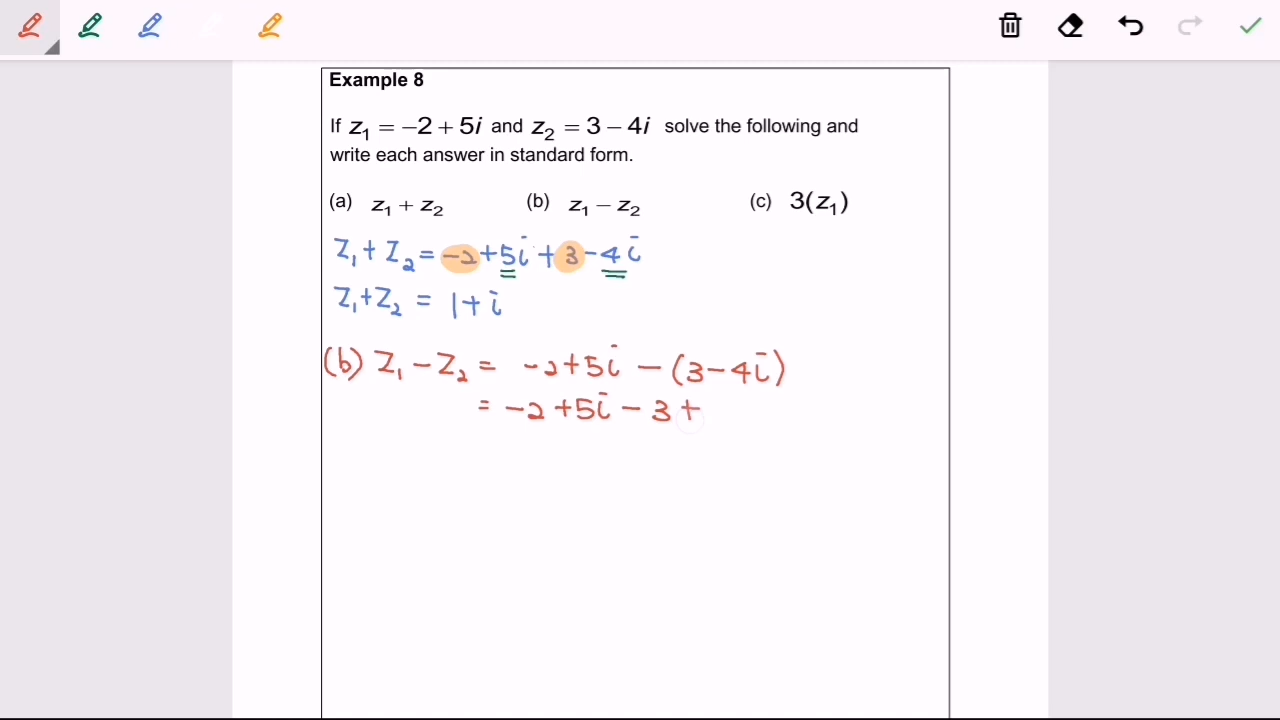 Example 8
If z₁ = −2 + 5i and z₂ = 3 − 4i solve the following and
write each answer in standard form.
(a) z₁ + z₂ (b) z₁ − z₂ (c) 3(z₁)
z₁ + z₂ = −2 + 5i + 3 − 4i
z₁ + z₂ = 1 + i
(b) z₁ − z₂ = −2 + 5i − (3 − 4i)
= −2 + 5i − 3 +